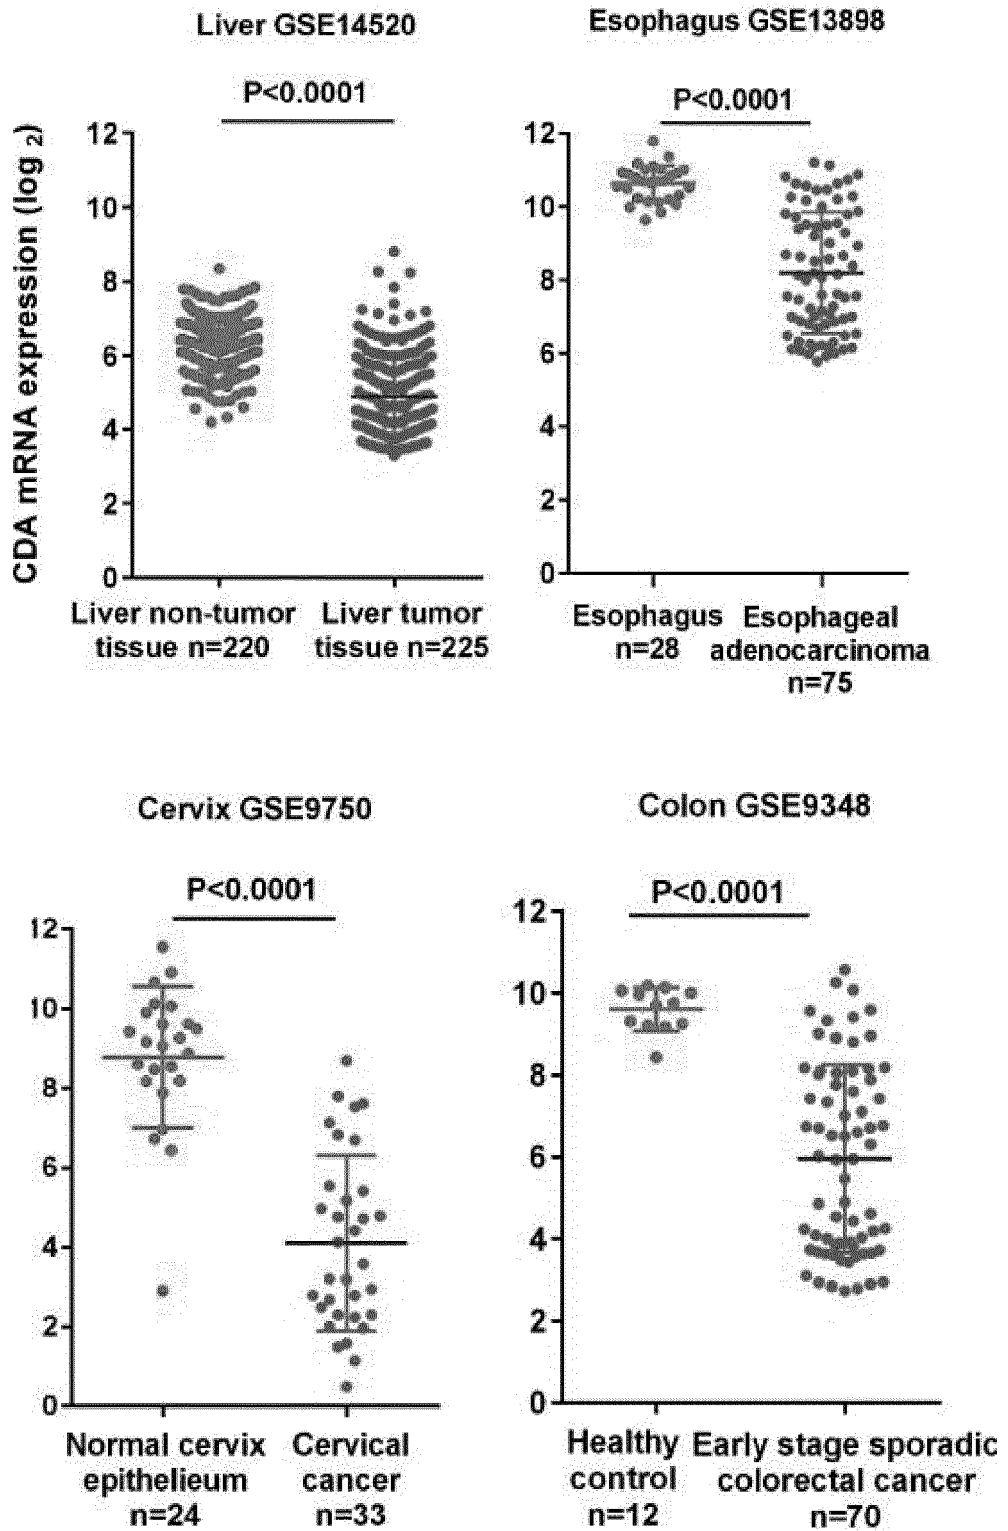 Liver GSE14520
P<0.0001
CDA mRNA expression (log 2)
12
10
8
6
4
2
0
Liver non-tumor
tissue n=220
Liver tumor
tissue n=225
Esophagus GSE13898
P<0.0001
12
10
8
6
4
2
0
Esophagus
n=28
Esophageal
adenocarcinoma
n=75
Cervix GSE9750
P<0.0001
12
10
8
6
4
2
0
Normal cervix
epithelieum
n=24
Cervical
cancer
n=33
Colon GSE9348
P<0.0001
12
10
8
6
4
2
0
Healthy
control
n=12
Early stage sporadic
colorectal cancer
n=70